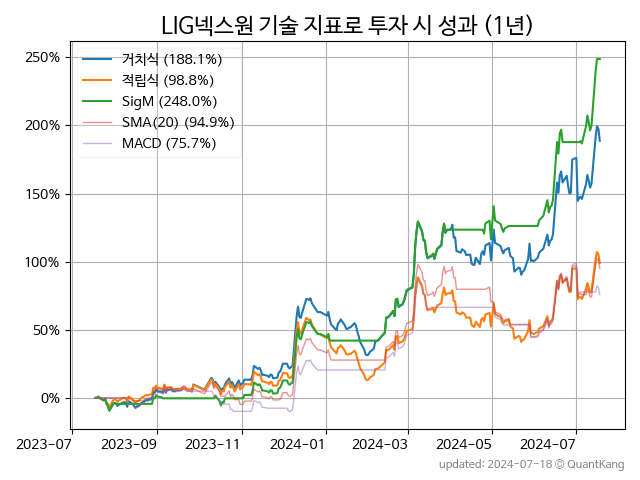 LIG넥스원 기술 지표로 투자 시 성과 (1년)
거치식 (188.1%)
적립식 (98.8%)
SigM (248.0%)
SMA(20) (94.9%)
MACD (75.7%)
250%
200%
150%
100%
50%
0%
2023-07 2023-09 2023-11 2024-01 2024-03 2024-05 2024-07
updated: 2024-07-18 © QuantKang